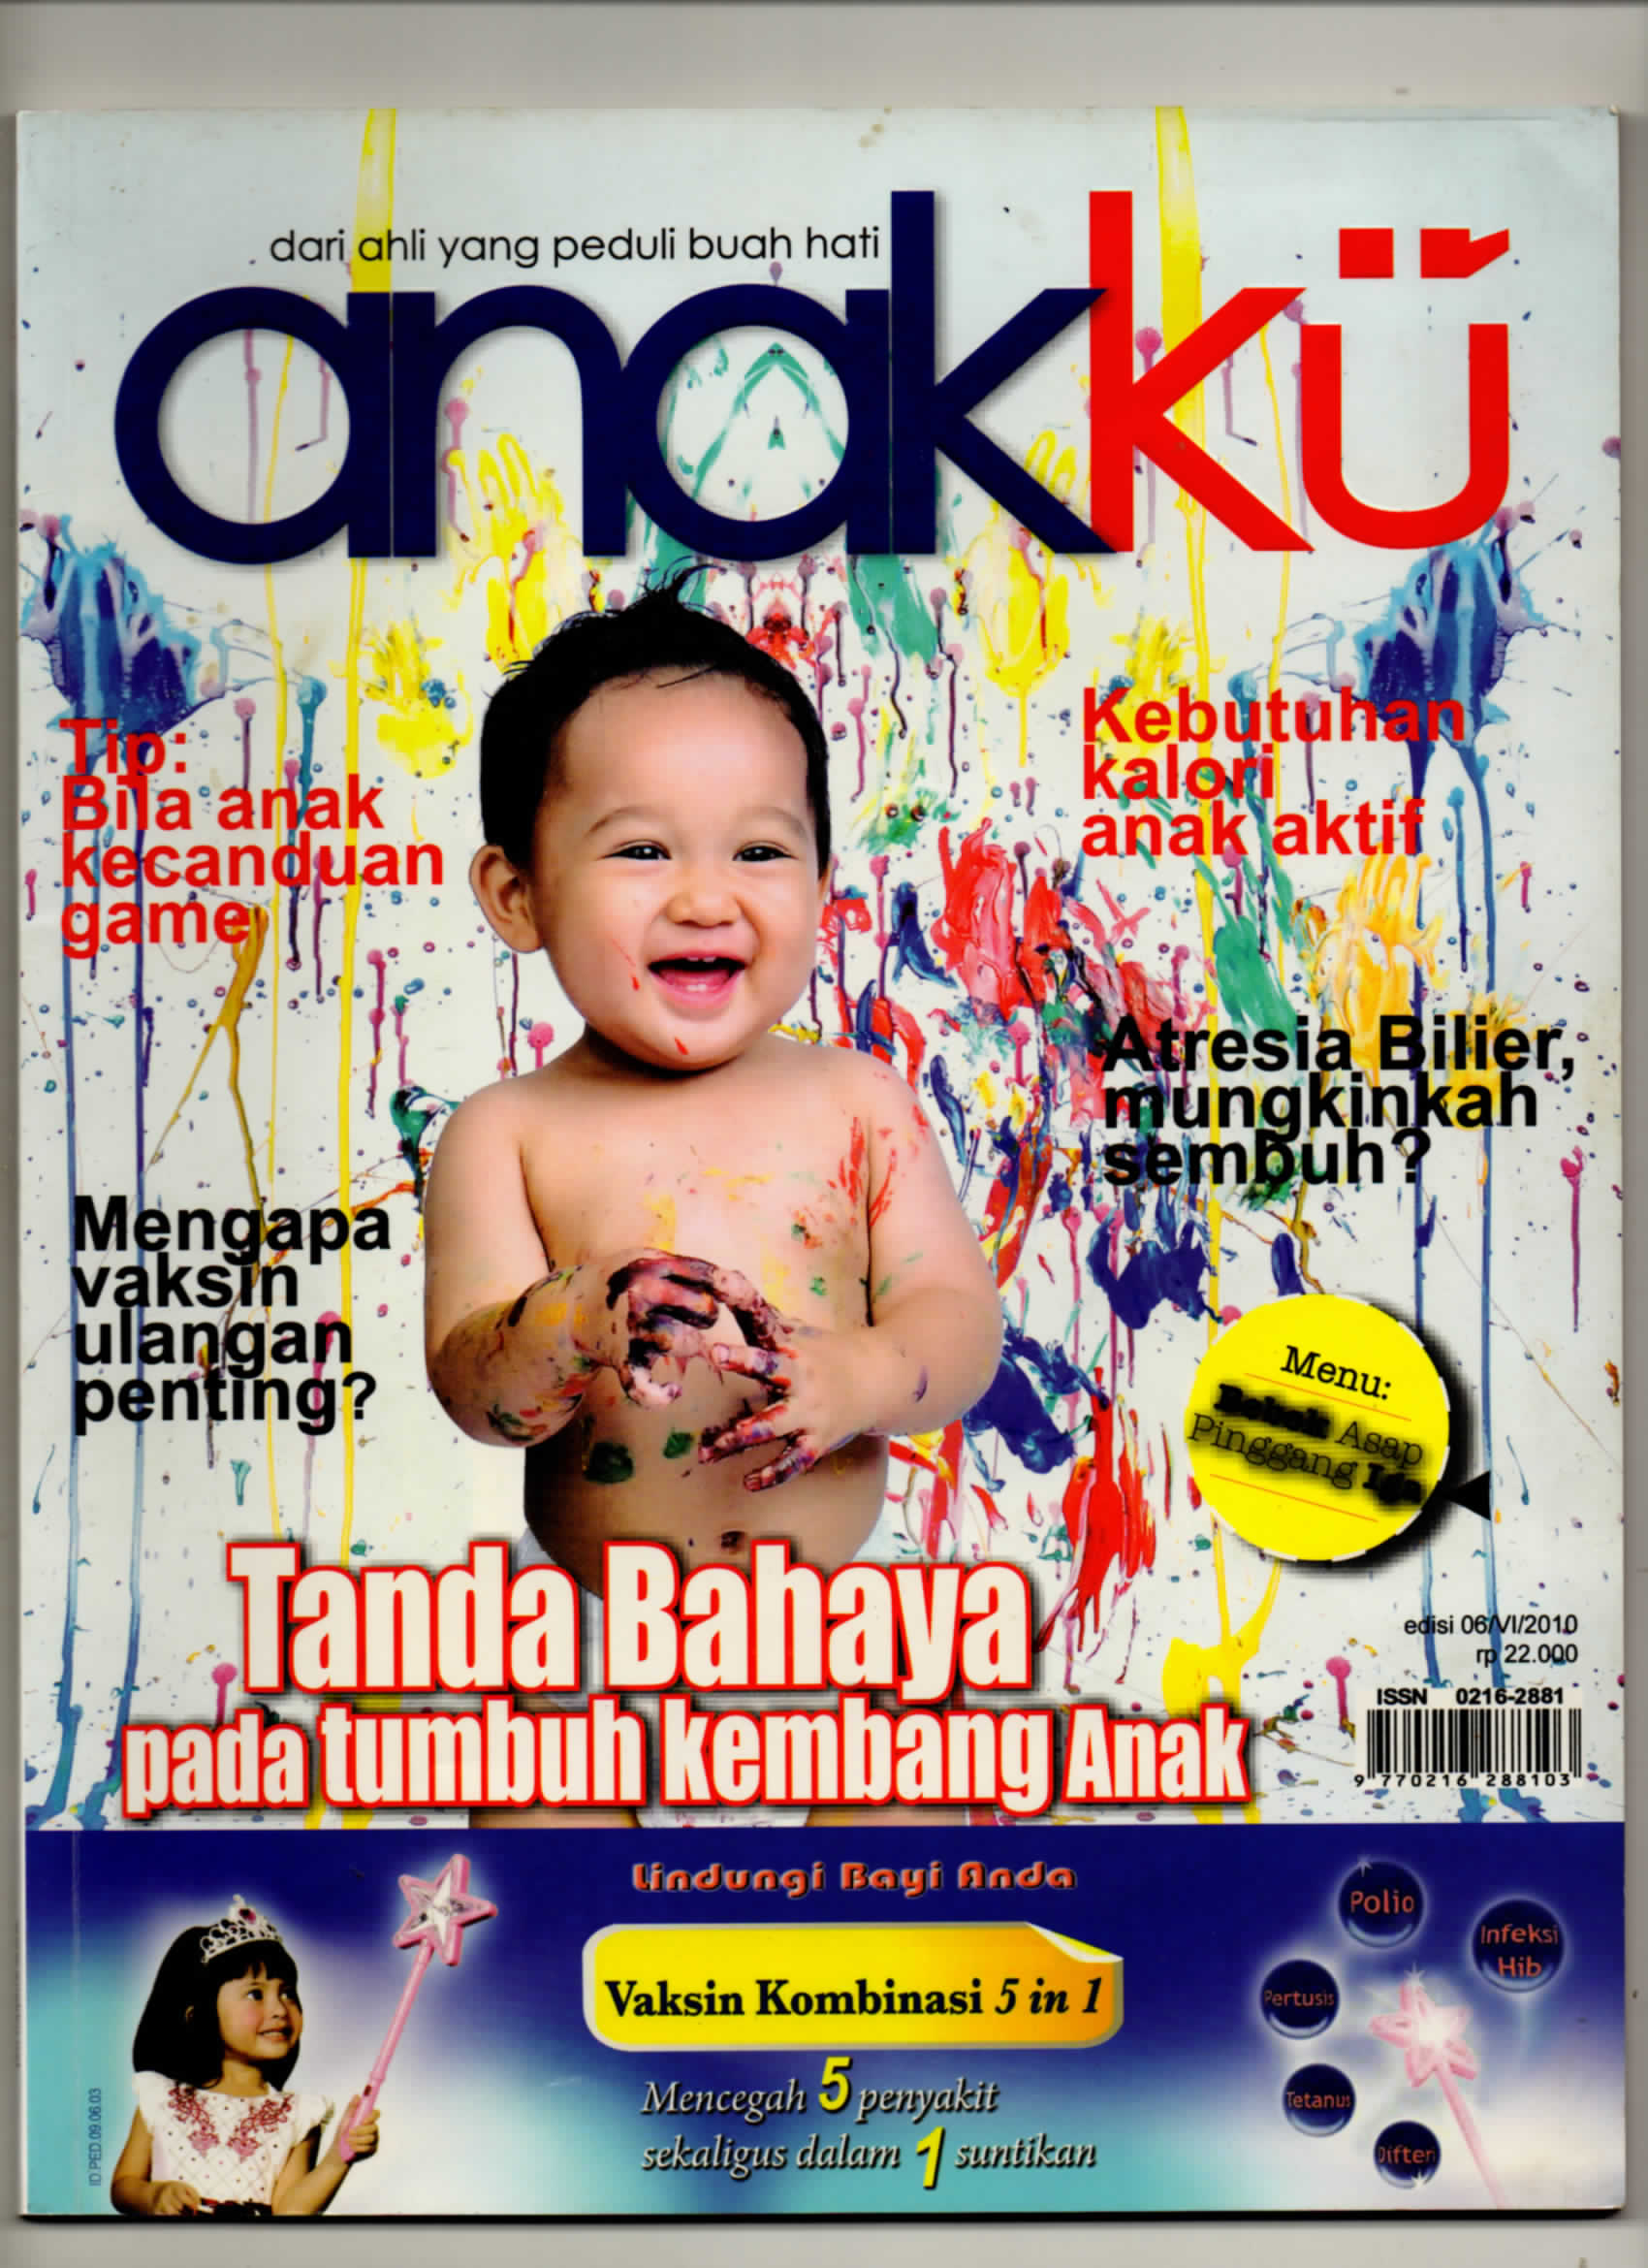 dari ahli yang peduli buah hati
anakkü
Tip:
Bila anak
kecanduan
game
Kebutuhan
kalori
anak aktif
Atresia Bilier,
mungkinkah
sembuh?
Mengapa
vaksin
ulangan
penting?
Menu:
Asap
Pinggang Iga
Tanda Bahaya
pada tumbuh kembang Anak
edisi 06/VI/2010
rp 22.000
ISSN 0216-2881
9 770216 288103
Lindungi Bayi Anda
Vaksin Kombinasi 5 in 1
Mencegah 5 penyakit
sekaligus dalam 1 suntikan
Polio
Infeksi
Hib
Pertusis
Tetanus
Difteri
ID.PED.09.06.03